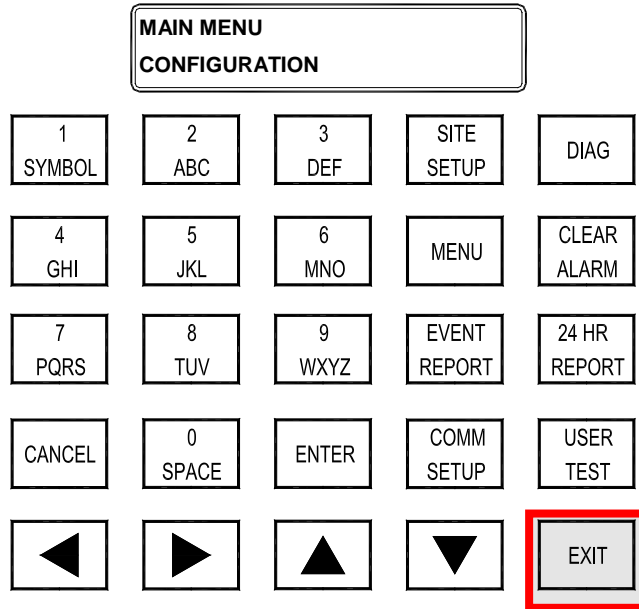 MAIN MENU
CONFIGURATION
1
SYMBOL
2
ABC
3
DEF
SITE
SETUP
DIAG
4
GHI
5
JKL
6
MNO
MENU
CLEAR
ALARM
7
PQRS
8
TUV
9
WXYZ
EVENT
REPORT
24 HR
REPORT
CANCEL
0
SPACE
ENTER
COMM
SETUP
USER
TEST
EXIT